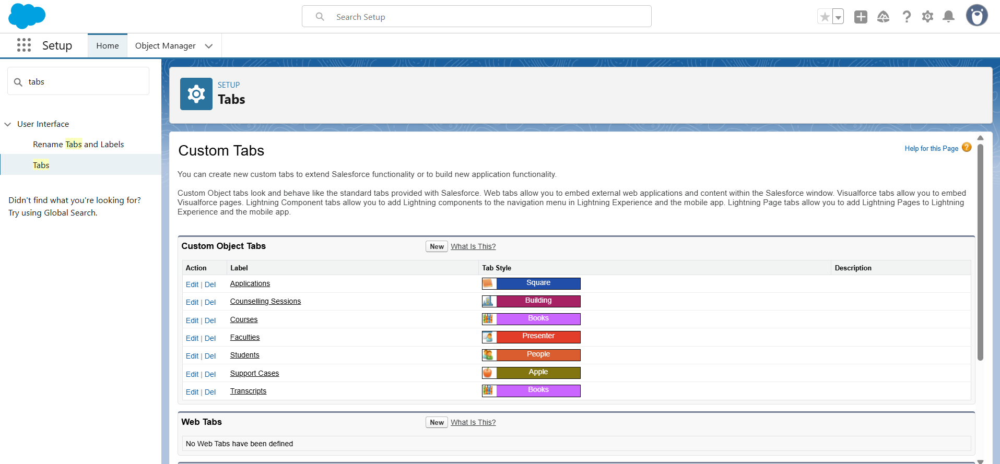 Search Setup
Setup
Home
Object Manager
tabs
User Interface
Rename Tabs and Labels
Tabs
Didn't find what you're looking for?
Try using Global Search.
SETUP
Tabs
Custom Tabs
Help for this Page ?
You can create new custom tabs to extend Salesforce functionality or to build new application functionality.
Custom Object tabs look and behave like the standard tabs provided with Salesforce. Web tabs allow you to embed external web applications and content within the Salesforce window. Visualforce tabs allow you to embed
Visualforce pages. Lightning Component tabs allow you to add Lightning components to the navigation menu in Lightning Experience and the mobile app. Lightning Page tabs allow you to add Lightning Pages to Lightning
Experience and the mobile app.
Custom Object Tabs New What Is This?
Action Label Tab Style Description
Edit | Del Applications Square
Edit | Del Counselling Sessions Building
Edit | Del Courses Books
Edit | Del Faculties Presenter
Edit | Del Students People
Edit | Del Support Cases Apple
Edit | Del Transcripts Books
Web Tabs New What Is This?
No Web Tabs have been defined